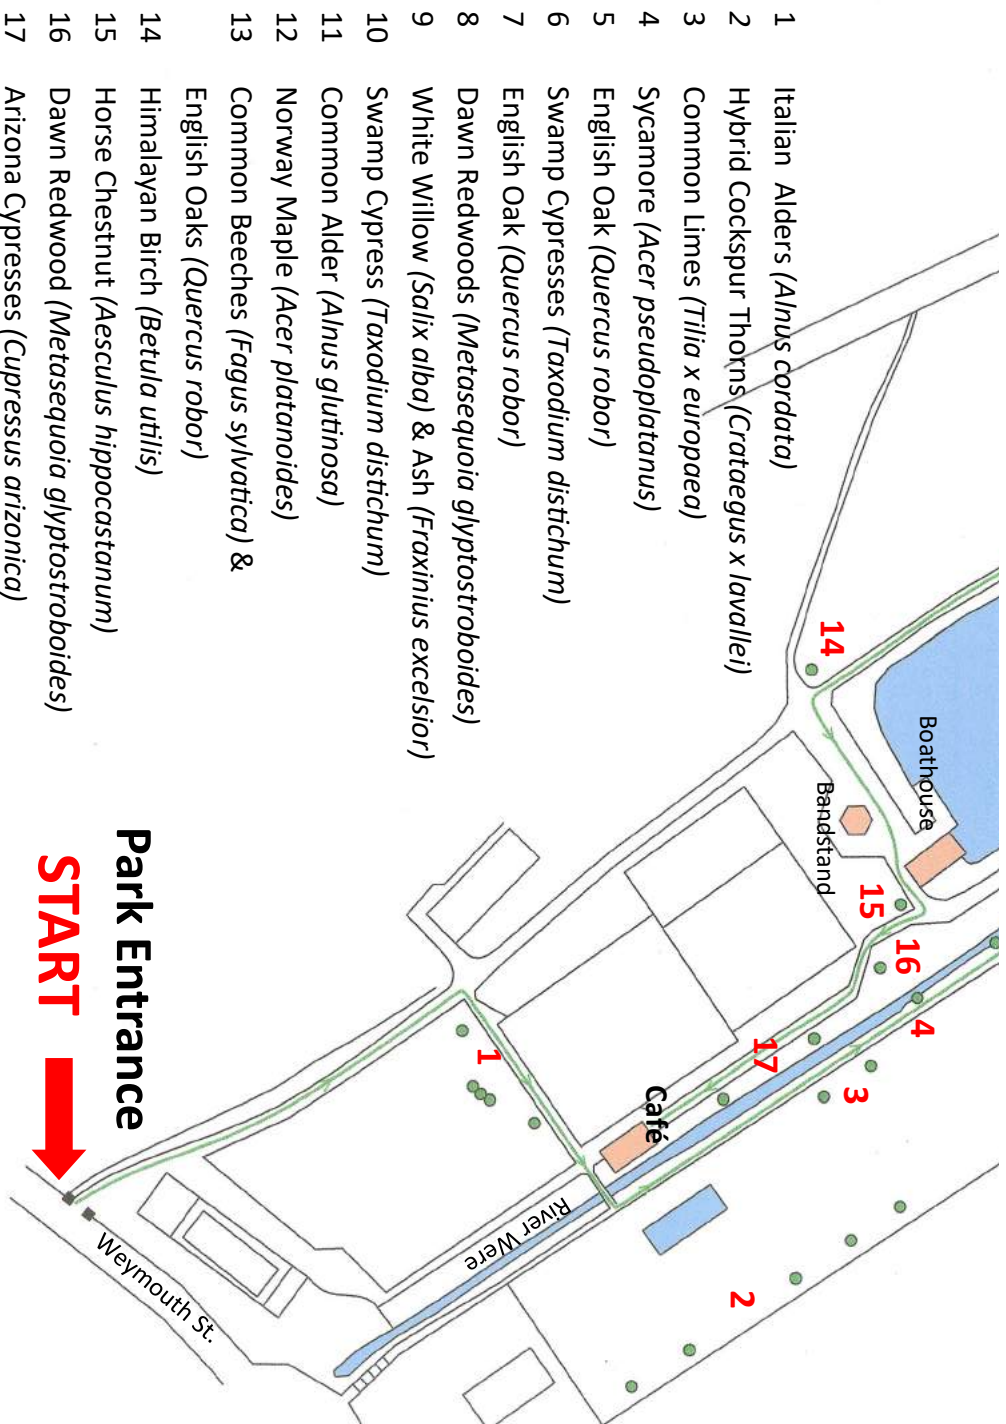 1 Italian Alders (Alnus cordata)
2 Hybrid Cockspur Thorns (Crataegus x lavallei)
3 Common Limes (Tilia x europaea)
4 Sycamore (Acer pseudoplatanus)
5 English Oak (Quercus robor)
6 Swamp Cypresses (Taxodium distichum)
7 English Oak (Quercus robor)
8 Dawn Redwoods (Metasequoia glyptostroboides)
9 White Willow (Salix alba) & Ash (Fraxinius excelsior)
10 Swamp Cypress (Taxodium distichum)
11 Common Alder (Alnus glutinosa)
12 Norway Maple (Acer platanoides)
13 Common Beeches (Fagus sylvatica) &
English Oaks (Quercus robor)
14 Himalayan Birch (Betula utilis)
15 Horse Chestnut (Aesculus hippocastanum)
16 Dawn Redwood (Metasequoia glyptostroboides)
17 Arizona Cypresses (Cupressus arizonica)
14
Boathouse
Bandstand
15
16
4
3
17
1
Café
2
River Were
Park Entrance
START
Weymouth St.